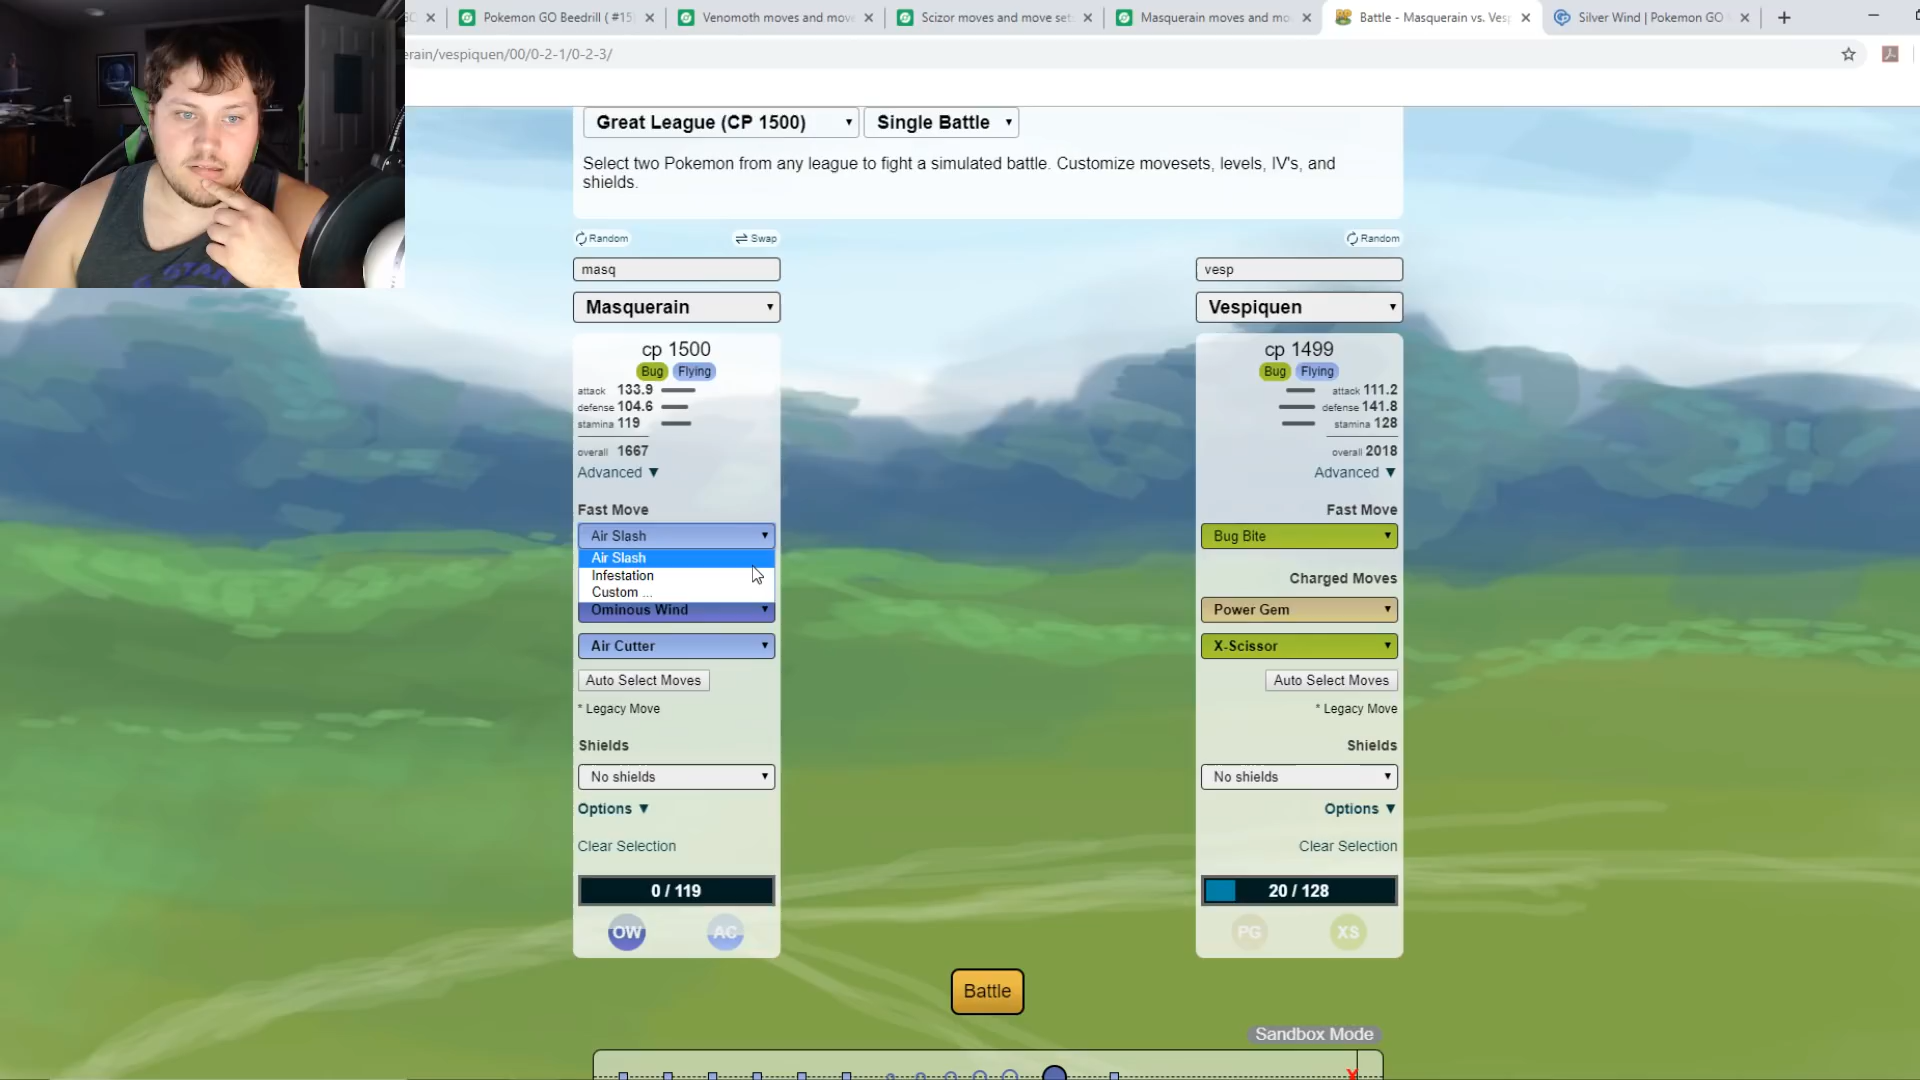 Pokemon GO Beedrill ( #15
Venomoth moves and mov
Scizor moves and move set
Masquerain moves and mo
Battle - Masquerain vs. Ves
Silver Wind | Pokemon GO
erain/vespiquen/00/0-2-1/0-2-3/
Great League (CP 1500)
Single Battle
Select two Pokemon from any league to fight a simulated battle. Customize movesets, levels, IV's, and
shields.
Random
Swap
Random
masq
vesp
Masquerain
Vespiquen
cp 1500
Bug Flying
attack 133.9
defense 104.6
stamina 119
overall 1667
Advanced ▼
Fast Move
Air Slash
Air Slash
Infestation
Custom ...
Ominous Wind
Air Cutter
Auto Select Moves
* Legacy Move
Shields
No shields
Options ▼
Clear Selection
0 / 119
OW AC
cp 1499
Bug Flying
attack 111.2
defense 141.8
stamina 128
overall 2018
Advanced ▼
Fast Move
Bug Bite
Charged Moves
Power Gem
X-Scissor
Auto Select Moves
* Legacy Move
Shields
No shields
Options ▼
Clear Selection
20 / 128
PG XS
Battle
Sandbox Mode